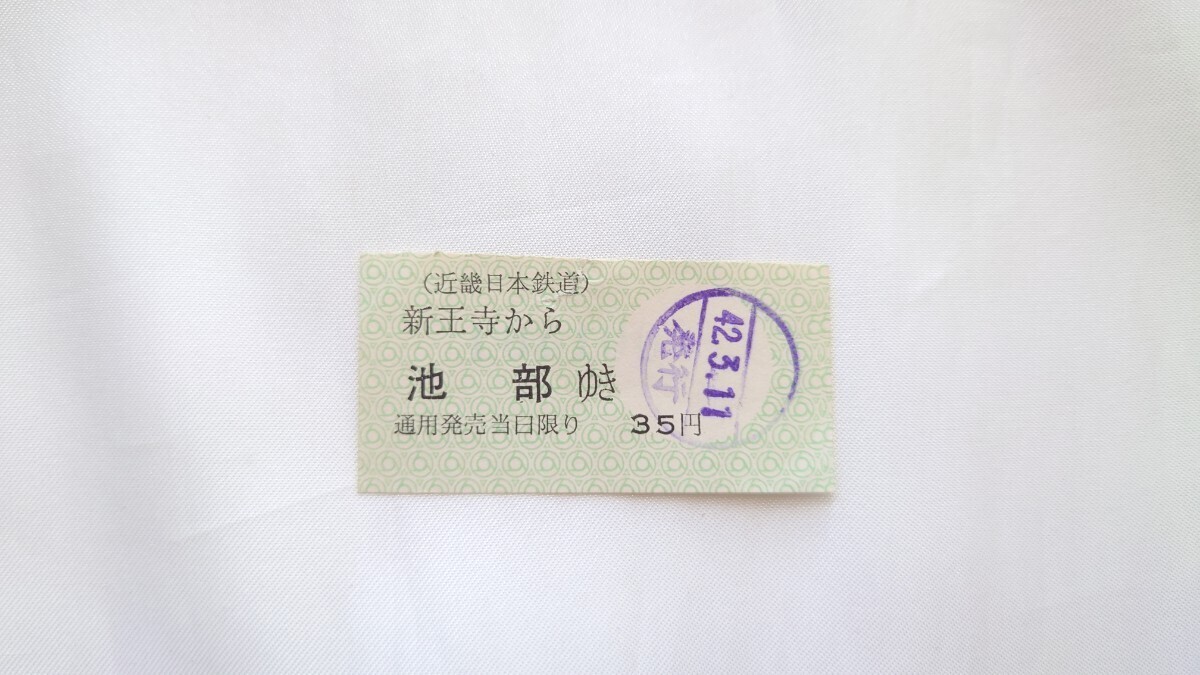 (近畿日本鉄道)
新王寺から
池部ゆき
通用発売当日限り 35円
42.3.11
発行